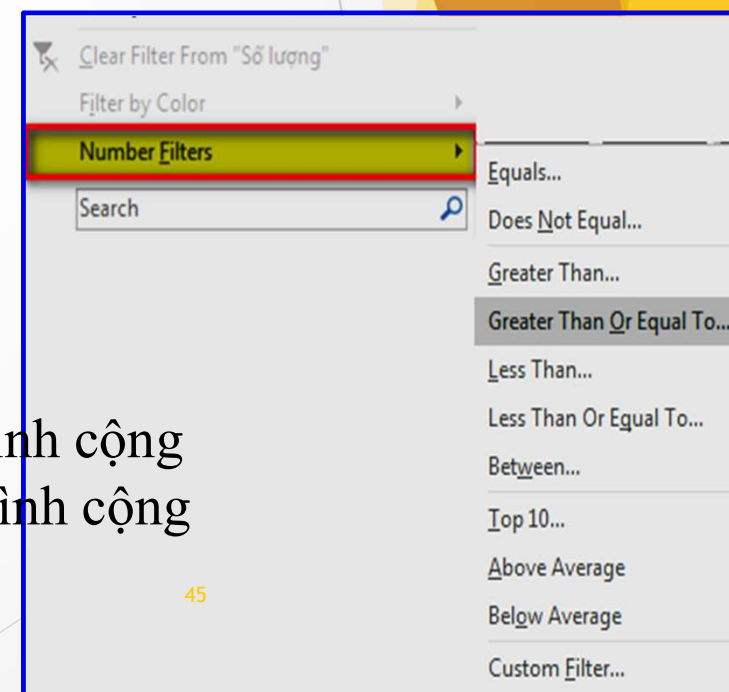 Clear Filter From "Số lượng"
Filter by Color
Number Filters
Search
Equals...
Does Not Equal...
Greater Than...
Greater Than Or Equal To...
Less Than...
Less Than Or Equal To...
Between...
Top 10...
Above Average
Below Average
Custom Filter...
cộng
cộng
45